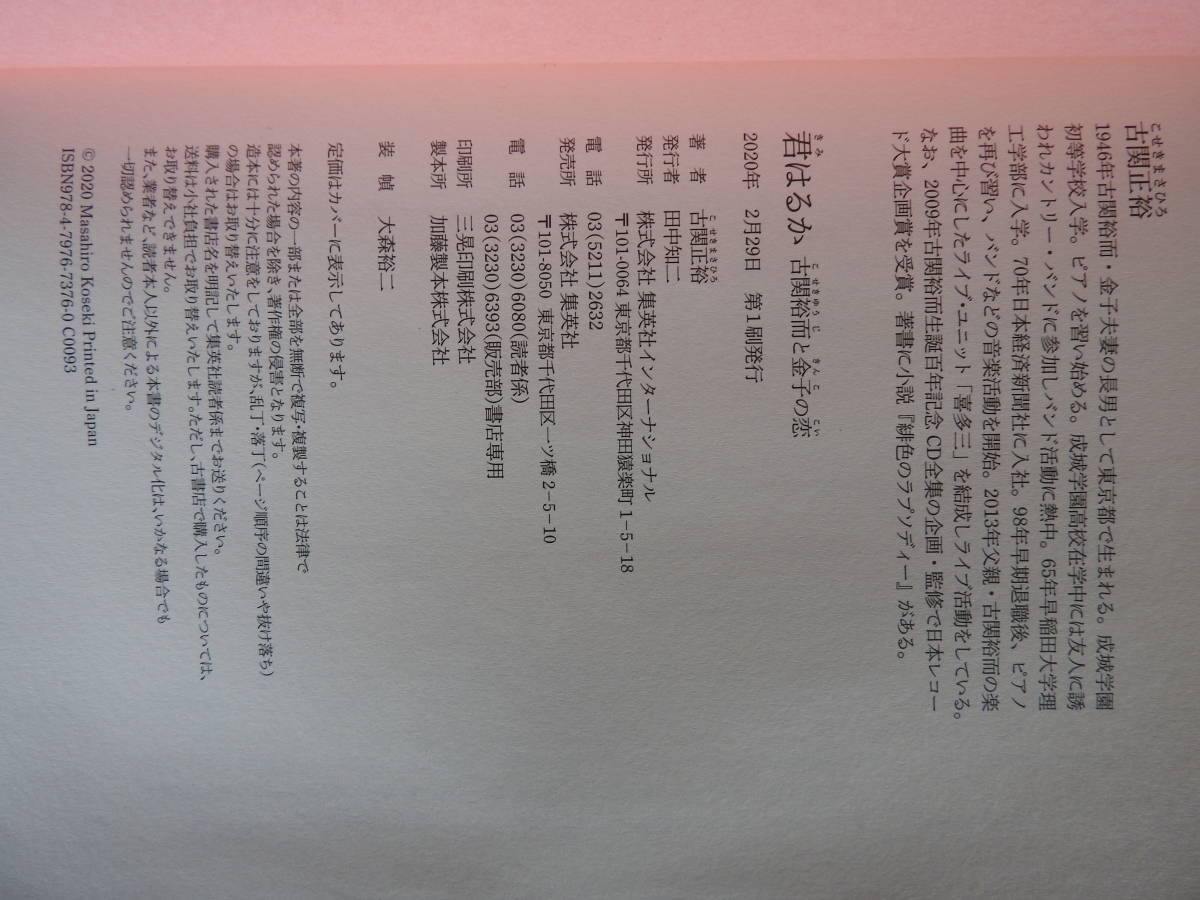 こせきまさひろ
古関正裕
1946年古関裕而・金子夫妻の長男として東京都で生まれる。成城学園
初等学校入学。ピアノを習い始める。成城学園高校在学中には友人に誘
われカントリー・バンドに参加しバンド活動に熱中。65年早稲田大学理
工学部に入学。70年日本経済新聞社に入社。98年早期退職後、ピアノ
を再び習い、バンドなどの音楽活動を開始。2013年父親・古関裕而の楽
曲を中心にしたライブ・ユニット「喜多三」を結成しライブ活動をしている。
なお、2009年古関裕而生誕百年記念 CD全集の企画・監修で日本レコー
ド大賞企画賞を受賞。著書に小説『緋色のラプソディー』がある。
きみ こせきゆうじ きんこ こい
君はるか 古関裕而と金子の恋
2020年 2月29日 第1刷発行
こせきまさひろ
著 者 古関正裕
発行者 田中知二
発行所 株式会社 集英社インターナショナル
〒101-0064 東京都千代田区神田猿楽町1-5-18
電 話 03(5211)2632
発売所 株式会社 集英社
〒101-8050 東京都千代田区一ツ橋2-5-10
電 話 03(3230)6080(読者係)
03(3230)6393(販売部)書店専用
印刷所 三晃印刷株式会社
製本所 加藤製本株式会社
装 幀 大森裕二
定価はカバーに表示してあります。
本書の内容の一部または全部を無断で複写・複製することは法律で
認められた場合を除き、著作権の侵害となります。
造本には十分に注意をしておりますが、乱丁・落丁(ページ順序の間違いや抜け落ち)
の場合はお取り替えいたします。
購入された書店名を明記して集英社読者係までお送りください。
送料は小社負担でお取り替えいたします。ただし、古書店で購入したものについては、
お取り替えできません。
また、業者など、読者本人以外による本書のデジタル化は、いかなる場合でも
一切認められませんのでご注意ください。
© 2020 Masahiro Koseki Printed in Japan
ISBN978-4-7976-7376-0 C0093